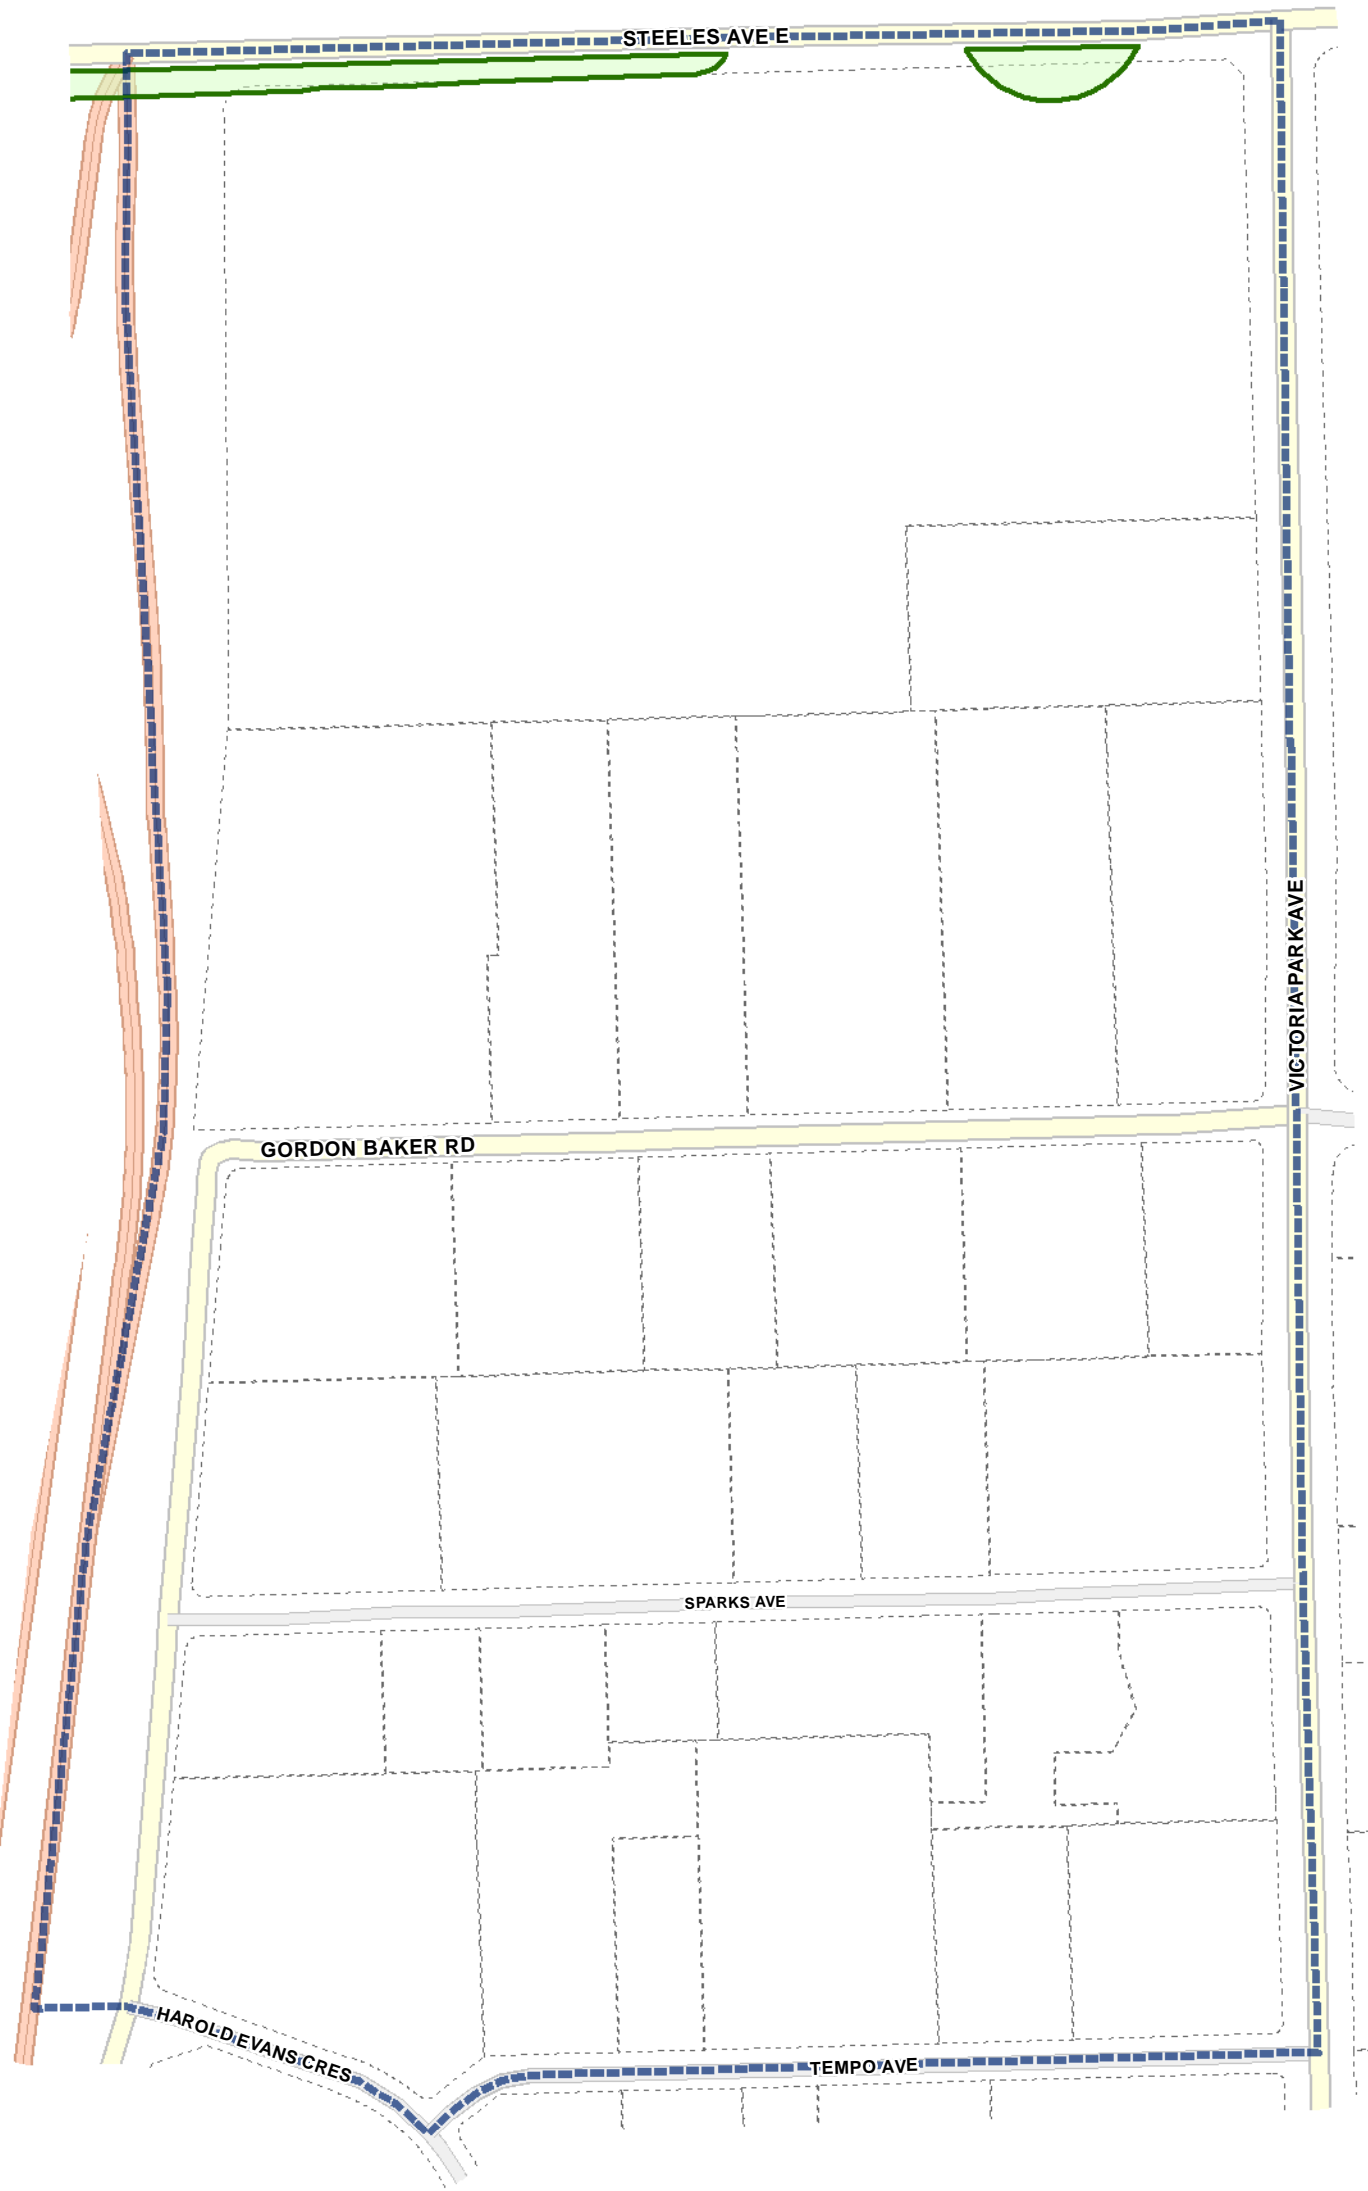 STEELES AVE E
VICTORIA PARK AVE
GORDON BAKER RD
SPARKS AVE
HAROLD EVANS CRES
TEMPO AVE